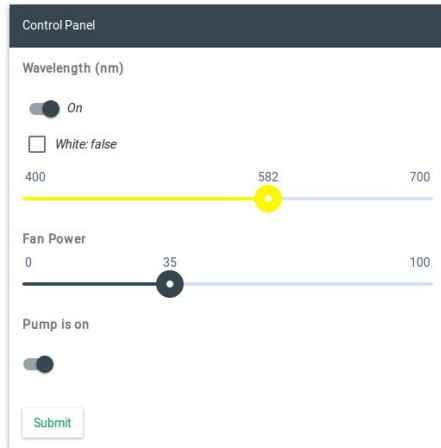 Control Panel
Wavelength (nm)
On
White: false
400 582 700
Fan Power
0 35 100
Pump is on
Submit